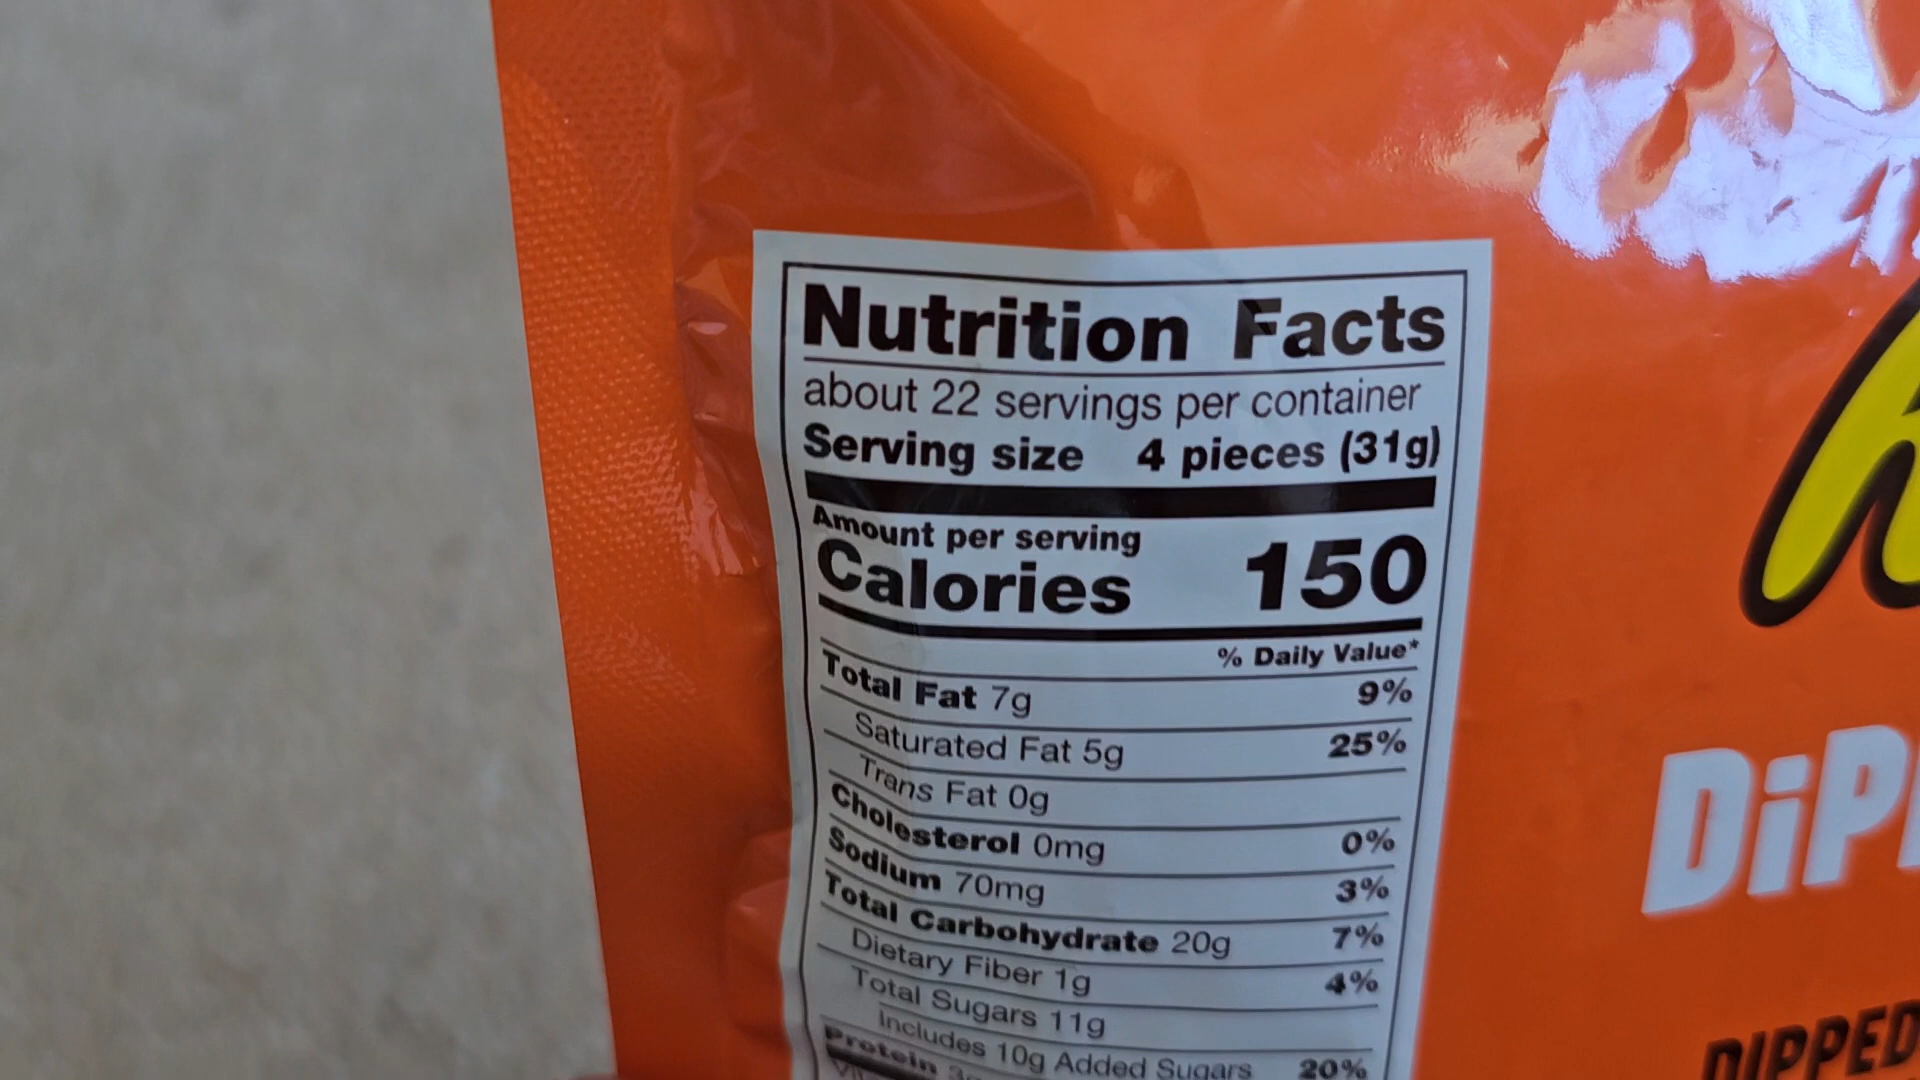 Nutrition Facts
about 22 servings per container
Serving size 4 pieces (31g)
Amount per serving
Calories 150
% Daily Value*
Total Fat 7g 9%
Saturated Fat 5g 25%
Trans Fat 0g
Cholesterol 0mg 0%
Sodium 70mg 3%
Total Carbohydrate 20g 7%
Dietary Fiber 1g 4%
Total Sugars 11g
Includes 10g Added Sugars 20%
Protein
DiP
DIPPED